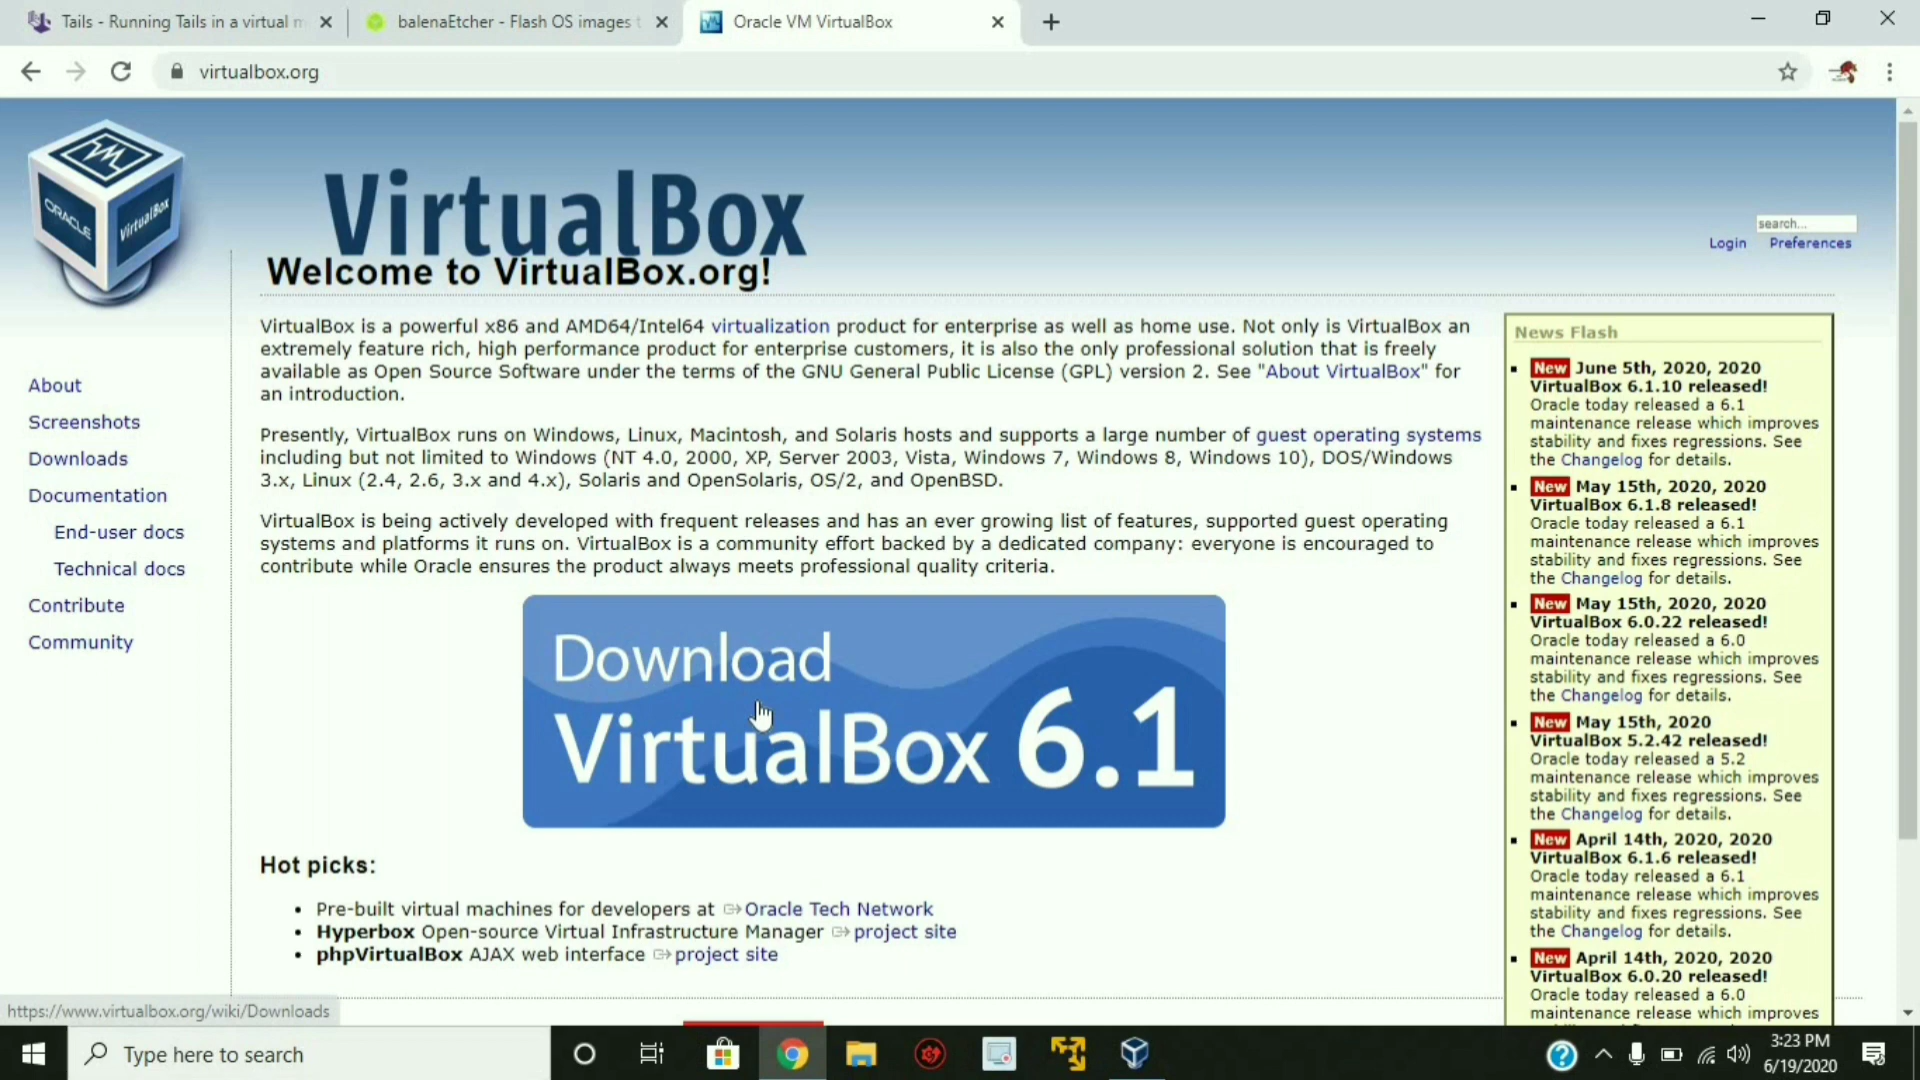 Tails - Running Tails in a virtual m
balenaEtcher - Flash OS images t
Oracle VM VirtualBox
virtualbox.org
ORACLE
VirtualBox
VirtualBox
search...
Login Preferences
Welcome to VirtualBox.org!
VirtualBox is a powerful x86 and AMD64/Intel64 virtualization product for enterprise as well as home use. Not only is VirtualBox an
extremely feature rich, high performance product for enterprise customers, it is also the only professional solution that is freely
available as Open Source Software under the terms of the GNU General Public License (GPL) version 2. See "About VirtualBox" for
an introduction.
Presently, VirtualBox runs on Windows, Linux, Macintosh, and Solaris hosts and supports a large number of guest operating systems
including but not limited to Windows (NT 4.0, 2000, XP, Server 2003, Vista, Windows 7, Windows 8, Windows 10), DOS/Windows
3.x, Linux (2.4, 2.6, 3.x and 4.x), Solaris and OpenSolaris, OS/2, and OpenBSD.
VirtualBox is being actively developed with frequent releases and has an ever growing list of features, supported guest operating
systems and platforms it runs on. VirtualBox is a community effort backed by a dedicated company: everyone is encouraged to
contribute while Oracle ensures the product always meets professional quality criteria.
About
Screenshots
Downloads
Documentation
End-user docs
Technical docs
Contribute
Community
Download
VirtualBox 6.1
Hot picks:
• Pre-built virtual machines for developers at Oracle Tech Network
• Hyperbox Open-source Virtual Infrastructure Manager project site
• phpVirtualBox AJAX web interface project site
News Flash
New June 5th, 2020, 2020
VirtualBox 6.1.10 released!
Oracle today released a 6.1
maintenance release which improves
stability and fixes regressions. See
the Changelog for details.
New May 15th, 2020, 2020
VirtualBox 6.1.8 released!
Oracle today released a 6.1
maintenance release which improves
stability and fixes regressions. See
the Changelog for details.
New May 15th, 2020, 2020
VirtualBox 6.0.22 released!
Oracle today released a 6.0
maintenance release which improves
stability and fixes regressions. See
the Changelog for details.
New May 15th, 2020
VirtualBox 5.2.42 released!
Oracle today released a 5.2
maintenance release which improves
stability and fixes regressions. See
the Changelog for details.
New April 14th, 2020, 2020
VirtualBox 6.1.6 released!
Oracle today released a 6.1
maintenance release which improves
stability and fixes regressions. See
the Changelog for details.
New April 14th, 2020, 2020
VirtualBox 6.0.20 released!
Oracle today released a 6.0
maintenance release which improves
https://www.virtualbox.org/wiki/Downloads
Type here to search
3:23 PM
6/19/2020